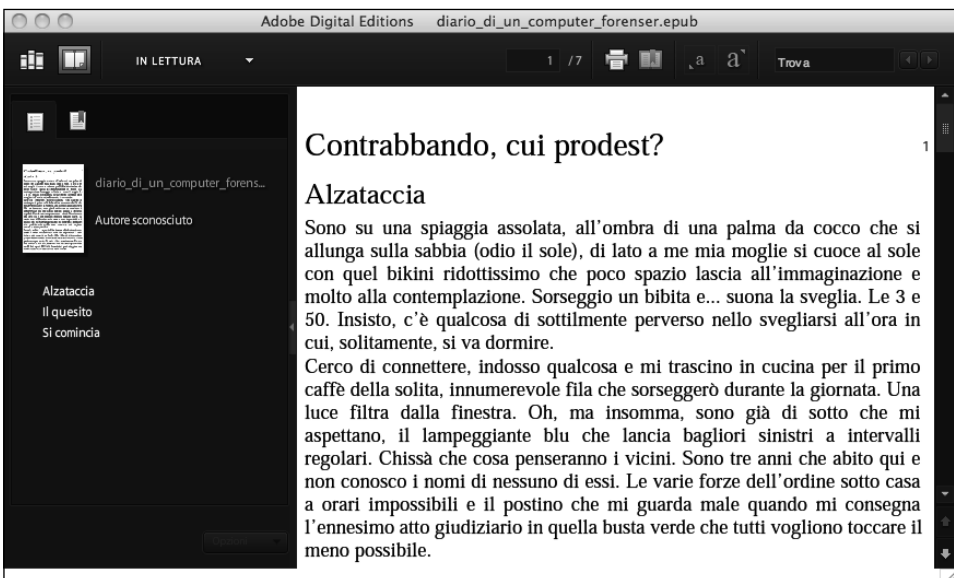 Adobe Digital Editions diario_di_un_computer_forenser.epub
IN LETTURA 1 /7 a a Trova
diario_di_un_computer_forens...
Autore sconosciuto
Alzataccia
Il quesito
Si comincia
Contrabbando, cui prodest? 1
Alzataccia
Sono su una spiaggia assolata, all'ombra di una palma da cocco che si
allunga sulla sabbia (odio il sole), di lato a me mia moglie si cuoce al sole
con quel bikini ridottissimo che poco spazio lascia all'immaginazione e
molto alla contemplazione. Sorseggio un bibita e... suona la sveglia. Le 3 e
50. Insisto, c'è qualcosa di sottilmente perverso nello svegliarsi all'ora in
cui, solitamente, si va dormire.
Cerco di connettere, indosso qualcosa e mi trascino in cucina per il primo
caffè della solita, innumerevole fila che sorseggerò durante la giornata. Una
luce filtra dalla finestra. Oh, ma insomma, sono già di sotto che mi
aspettano, il lampeggiante blu che lancia bagliori sinistri a intervalli
regolari. Chissà che cosa penseranno i vicini. Sono tre anni che abito qui e
non conosco i nomi di nessuno di essi. Le varie forze dell'ordine sotto casa
a orari impossibili e il postino che mi guarda male quando mi consegna
l'ennesimo atto giudiziario in quella busta verde che tutti vogliono toccare il
meno possibile.